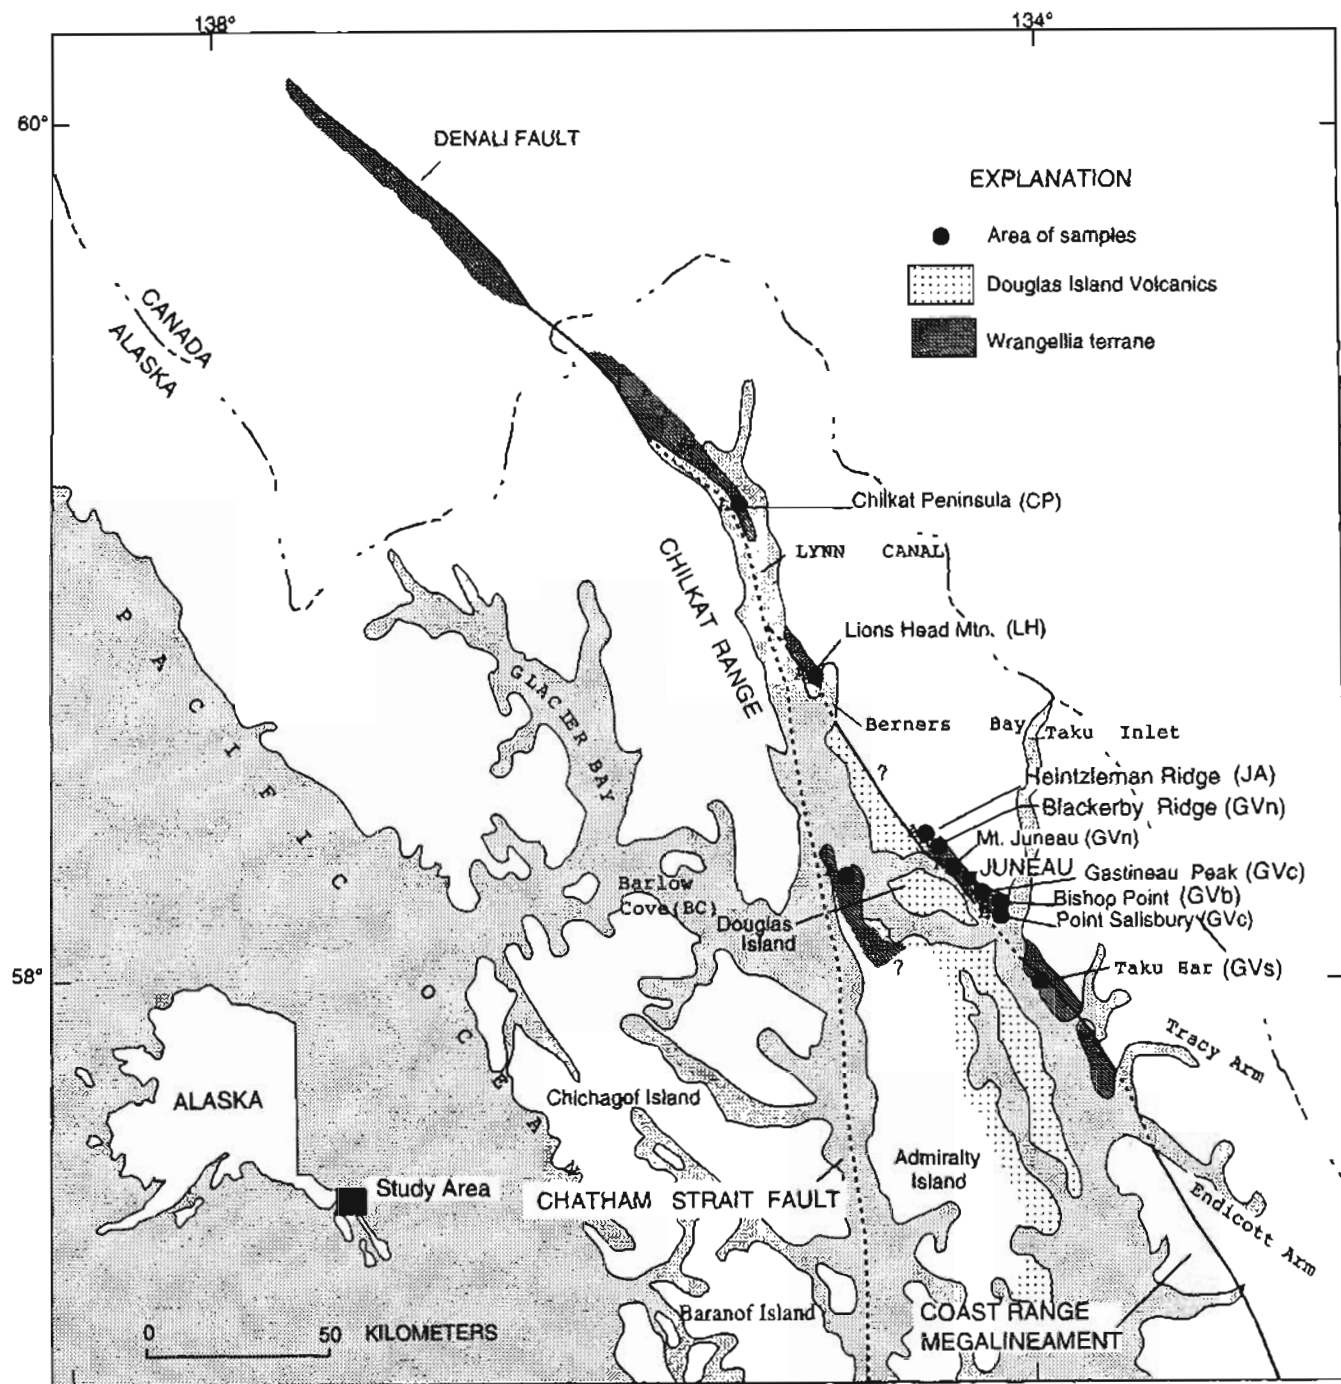 138°
134°
60°
DENALI FAULT
EXPLANATION
Area of samples
Douglas Island Volcanics
Wrangellia terrane
CANADA
ALASKA
Chilkat Peninsula (CP)
LYNN CANAL
CHILKAT RANGE
Lions Head Mtn. (LH)
PACIFIC OCEAN
GLACIER BAY
Berners Bay
Taku Inlet
?
Heintzleman Ridge (JA)
Blackerby Ridge (GVn)
Mt. Juneau (GVn)
JUNEAU
Gastineau Peak (GVc)
Bishop Point (GVb)
Point Salisbury (GVc)
Barlow
Cove(BC)
Douglas
Island
?
58°
Taku Bar (GVs)
Tracy Arm
ALASKA
Chichagof Island
Study Area
CHATHAM STRAIT FAULT
Admiralty
Island
Endicott Arm
Baranof Island
COAST RANGE
MEGALINEAMENT
0 50 KILOMETERS